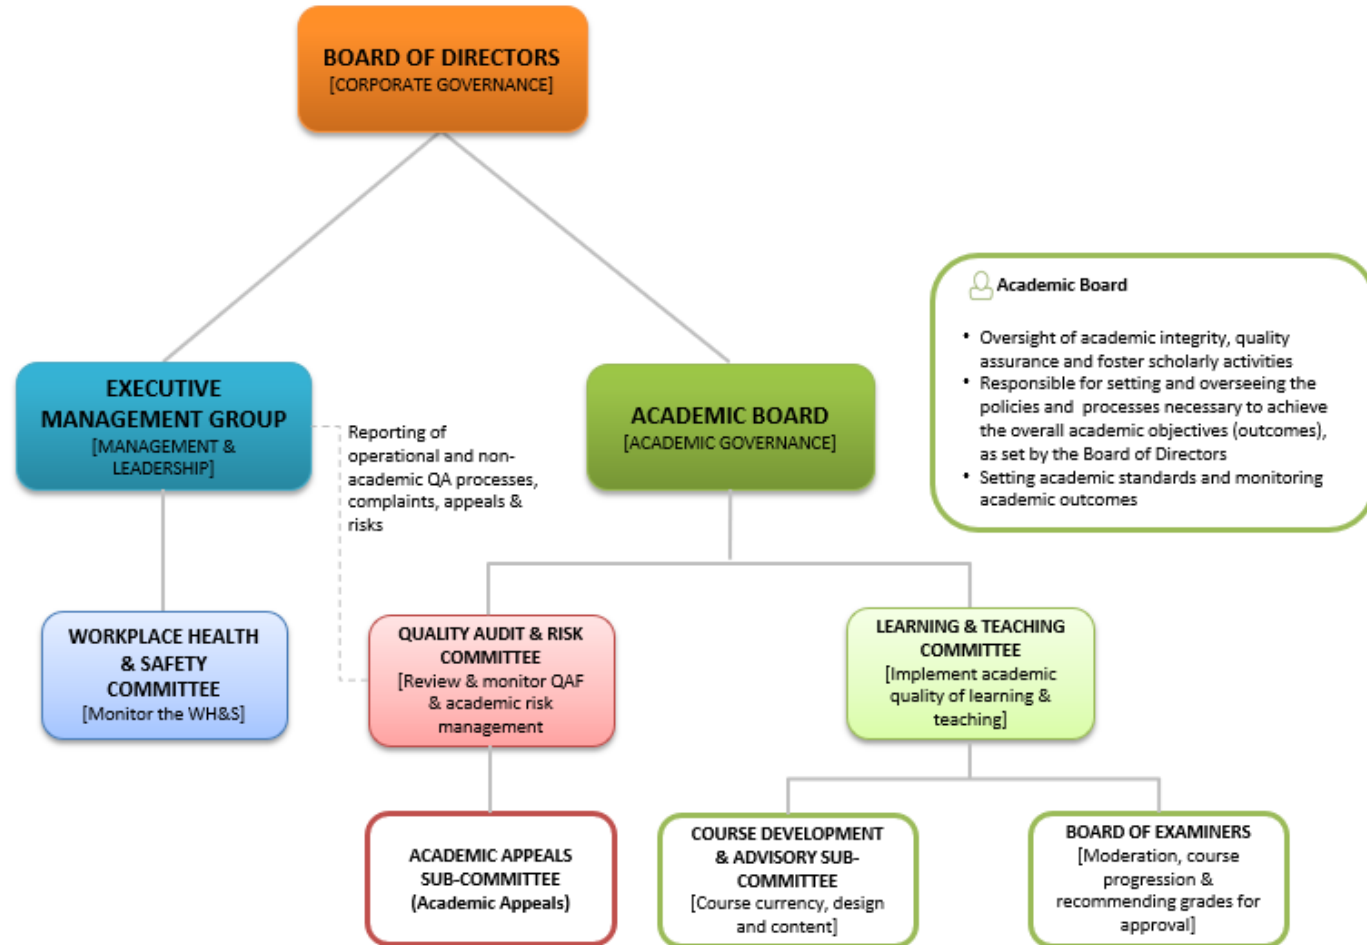 BOARD OF DIRECTORS
[CORPORATE GOVERNANCE]
EXECUTIVE
MANAGEMENT GROUP
[MANAGEMENT &
LEADERSHIP]
Reporting of
operational and non-
academic QA processes,
complaints, appeals &
risks
ACADEMIC BOARD
[ACADEMIC GOVERNANCE]
Academic Board
• Oversight of academic integrity, quality
assurance and foster scholarly activities
• Responsible for setting and overseeing the
policies and processes necessary to achieve
the overall academic objectives (outcomes),
as set by the Board of Directors
• Setting academic standards and monitoring
academic outcomes
WORKPLACE HEALTH
& SAFETY
COMMITTEE
[Monitor the WH&S]
QUALITY AUDIT & RISK
COMMITTEE
[Review & monitor QAF
& academic risk
management
LEARNING & TEACHING
COMMITTEE
[Implement academic
quality of learning &
teaching]
ACADEMIC APPEALS
SUB-COMMITTEE
(Academic Appeals)
COURSE DEVELOPMENT
& ADVISORY SUB-
COMMITTEE
[Course currency, design
and content]
BOARD OF EXAMINERS
[Moderation, course
progression &
recommending grades for
approval]